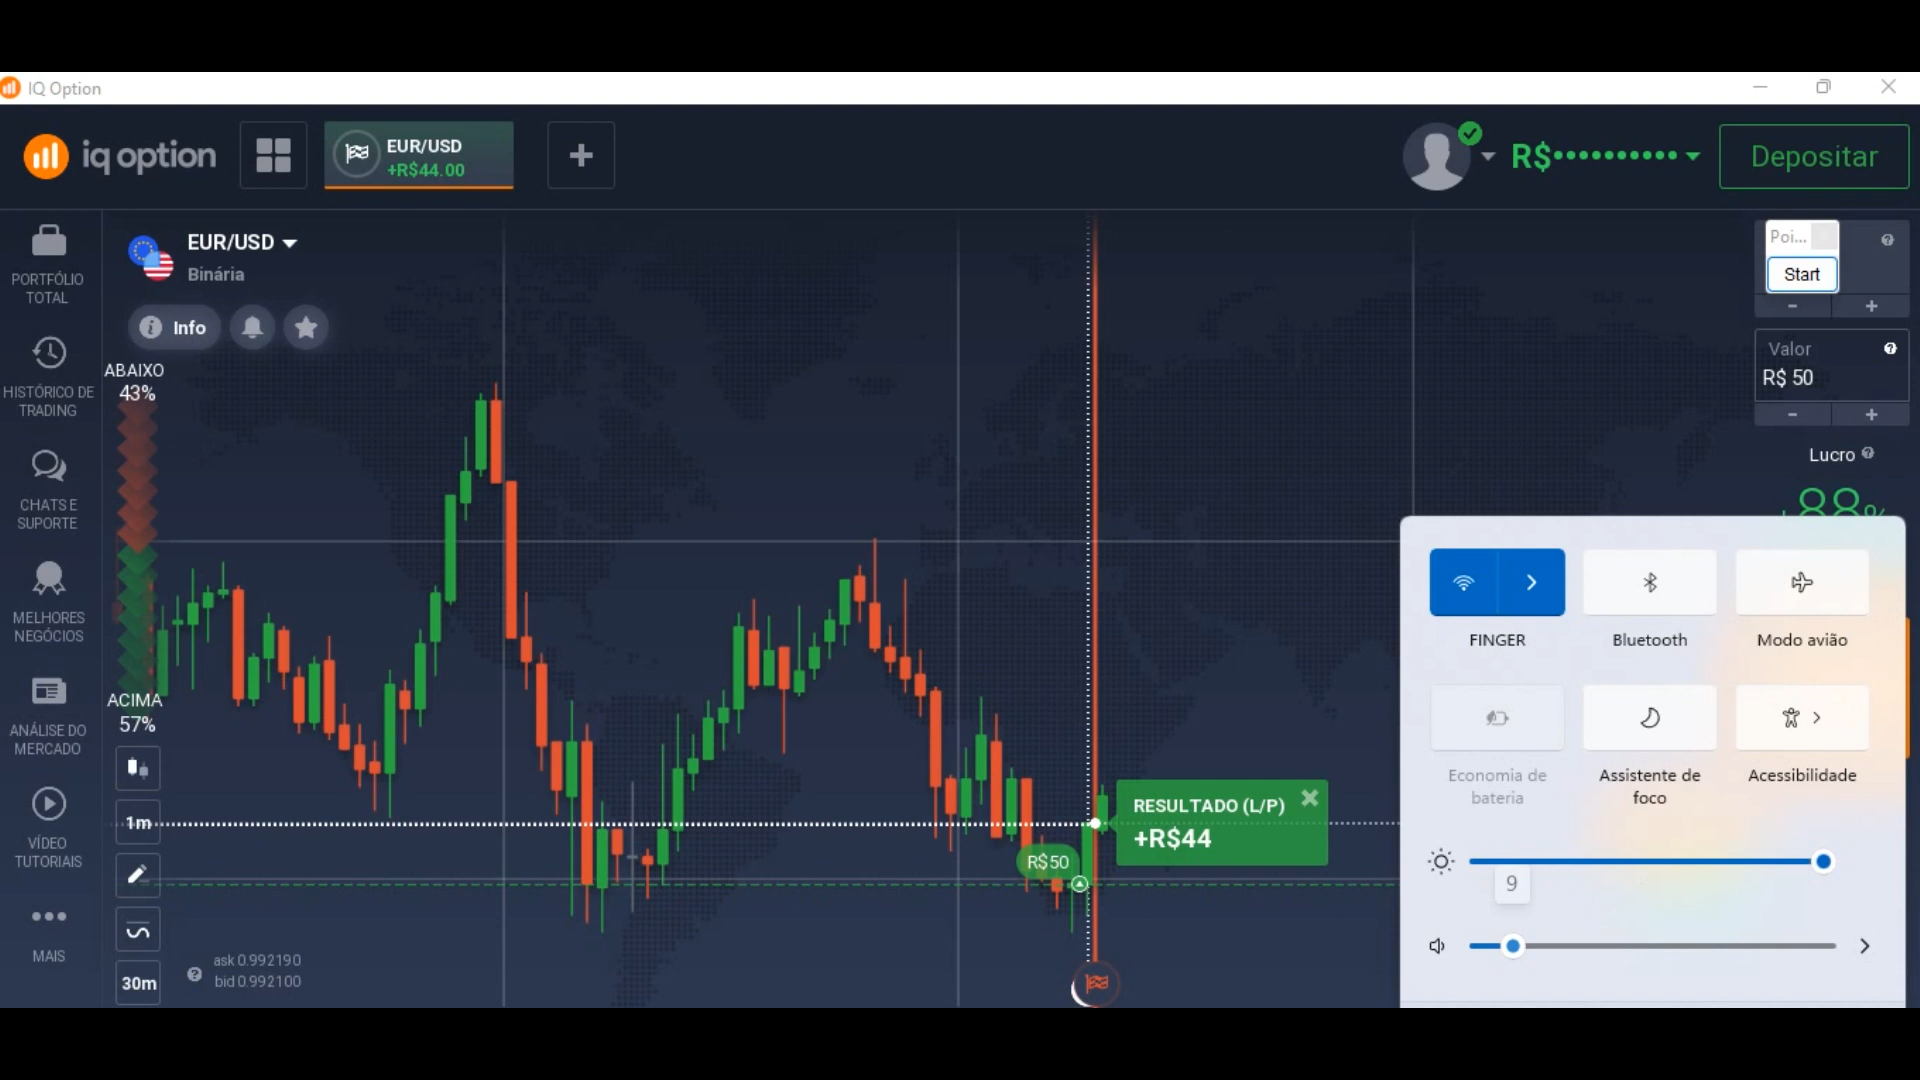 IQ Option
iq option
EUR/USD
+R$44.00
R$••••••••••
Depositar
EUR/USD
Binária
Info
PORTFÓLIO
TOTAL
HISTÓRICO DE
TRADING
CHATS E
SUPORTE
MELHORES
NEGÓCIOS
ANÁLISE DO
MERCADO
VÍDEO
TUTORIAIS
MAIS
ABAIXO
43%
ACIMA
57%
1m
30m
ask 0.992190
bid 0.992100
R$50
RESULTADO (L/P)
+R$44
Poi...
Start
Valor
R$ 50
Lucro
+88%
FINGER
Bluetooth
Modo avião
Economia de
bateria
Assistente de
foco
Acessibilidade
9